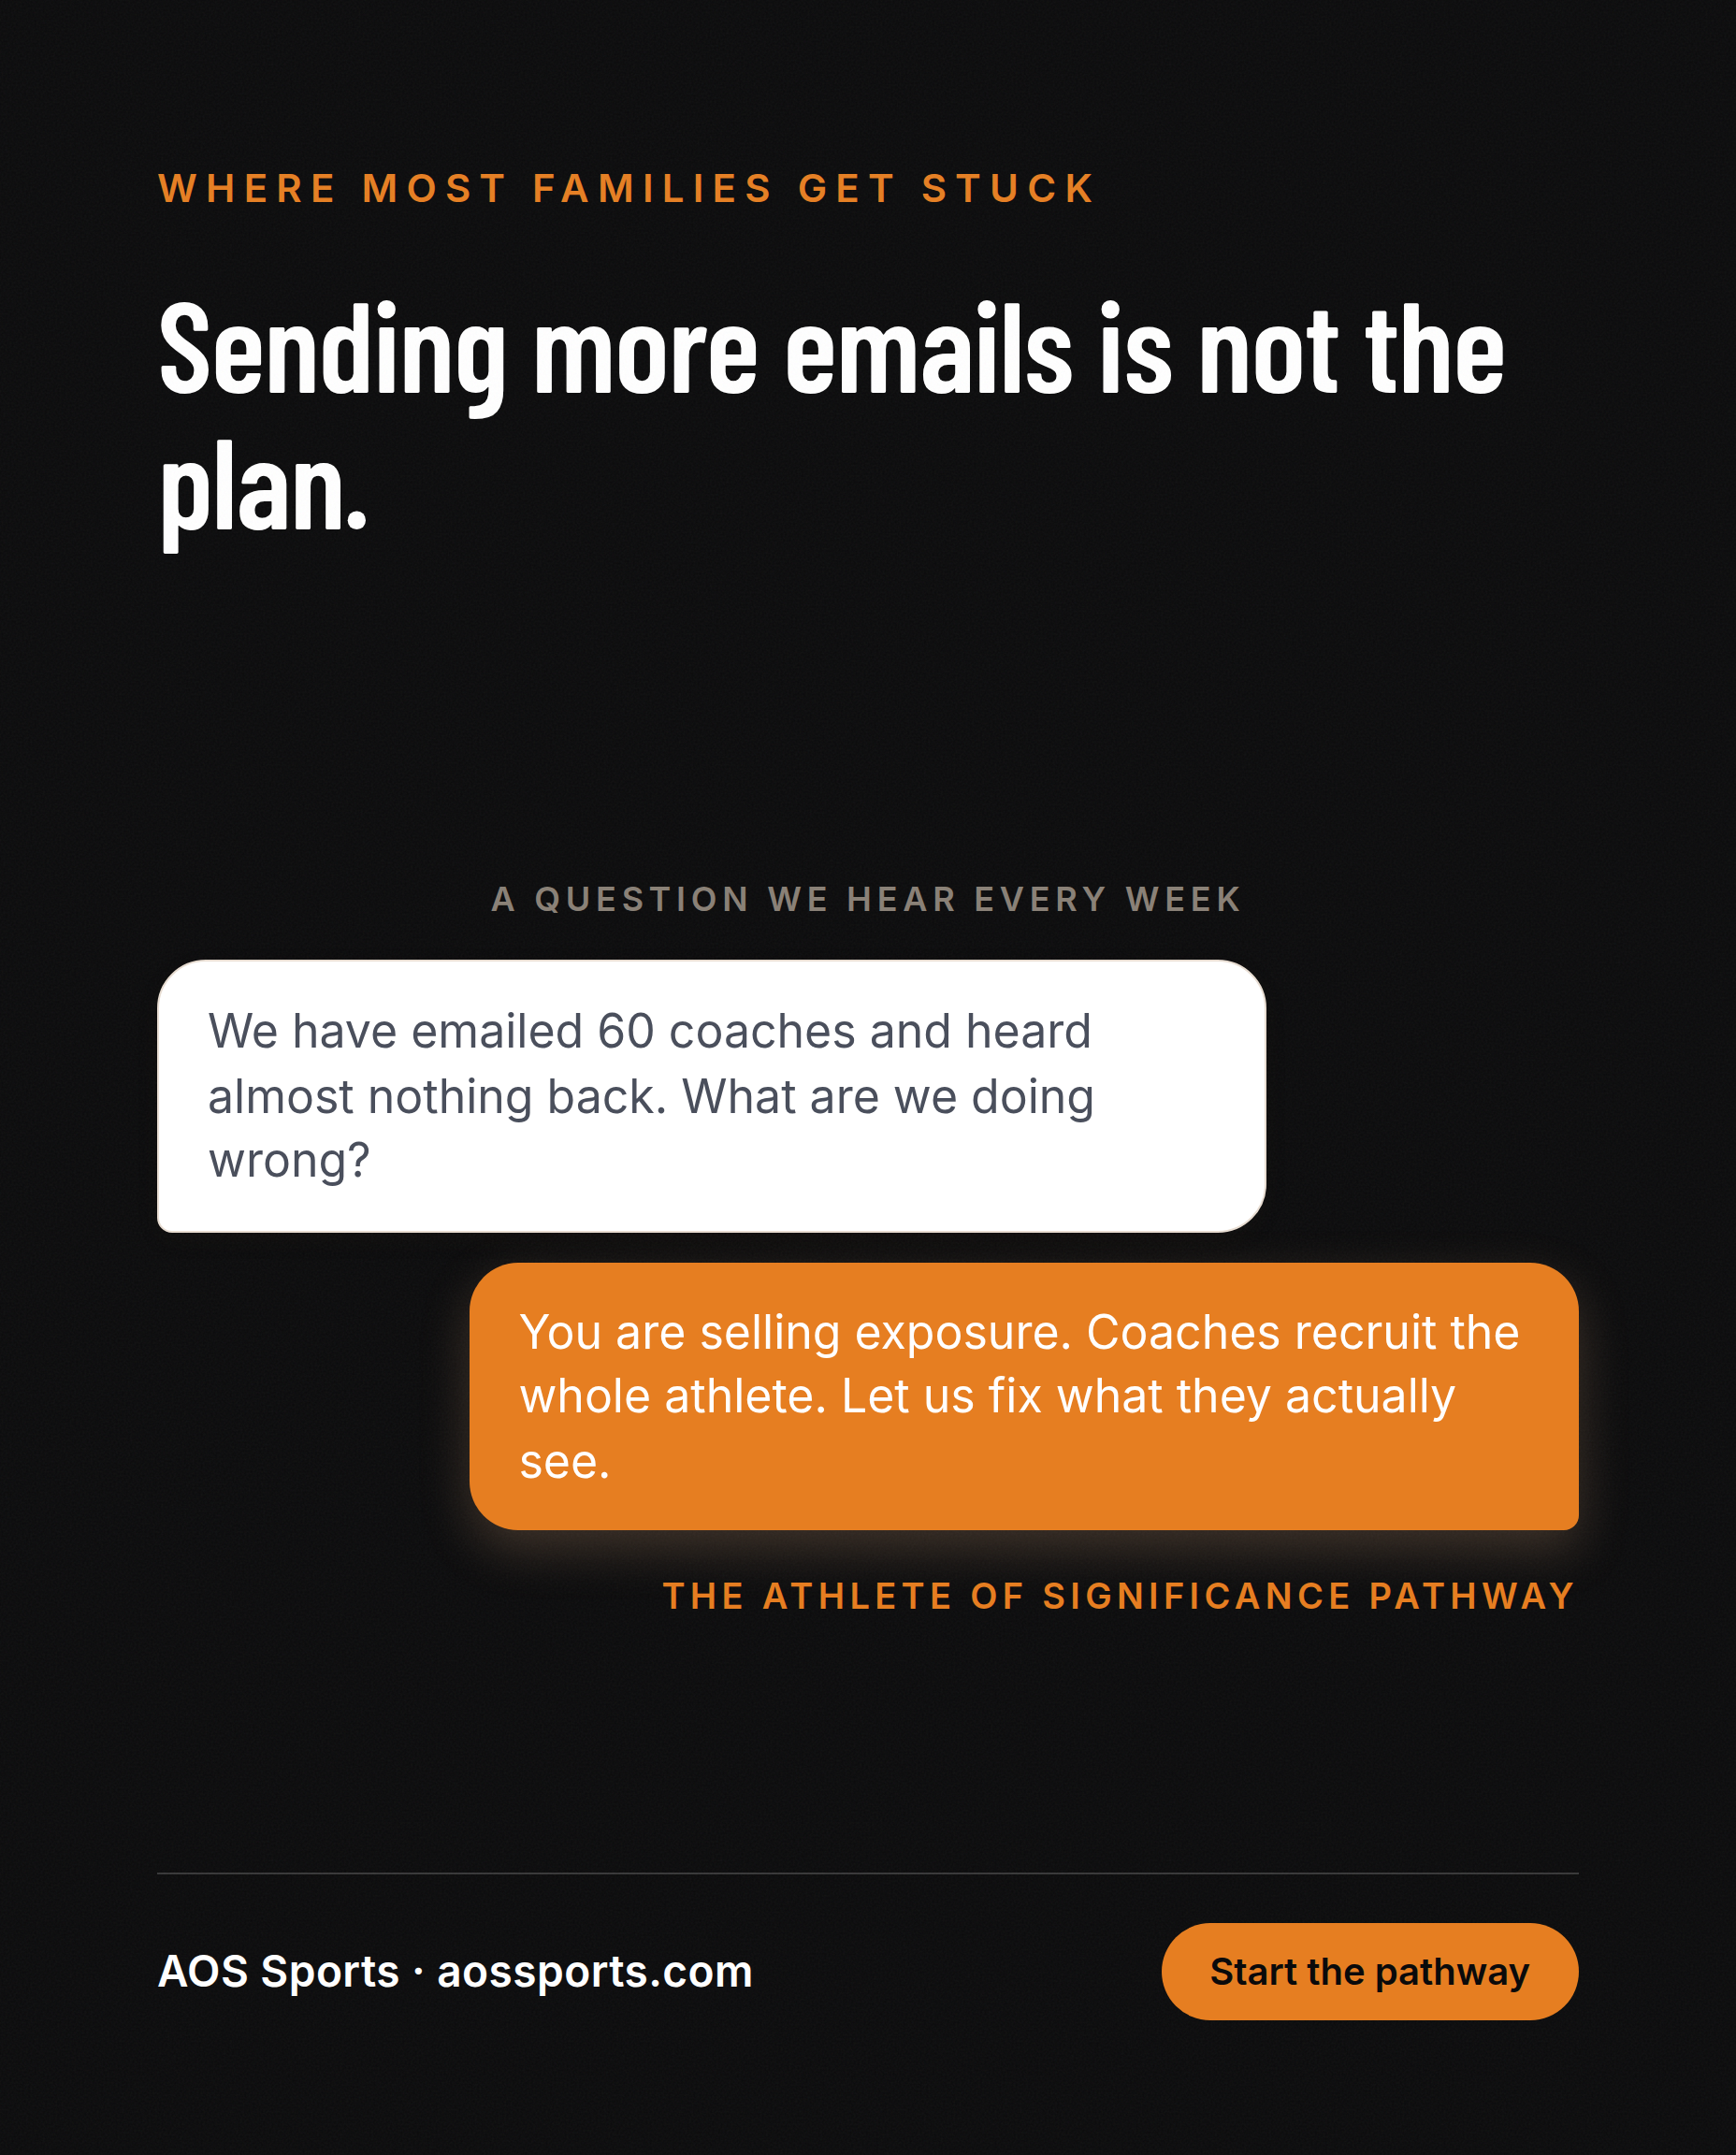 WHERE MOST FAMILIES GET STUCK
Sending more emails is not the
plan.
A QUESTION WE HEAR EVERY WEEK
We have emailed 60 coaches and heard
almost nothing back. What are we doing
wrong?
You are selling exposure. Coaches recruit the
whole athlete. Let us fix what they actually
see.
THE ATHLETE OF SIGNIFICANCE PATHWAY
AOS Sports · aossports.com
Start the pathway